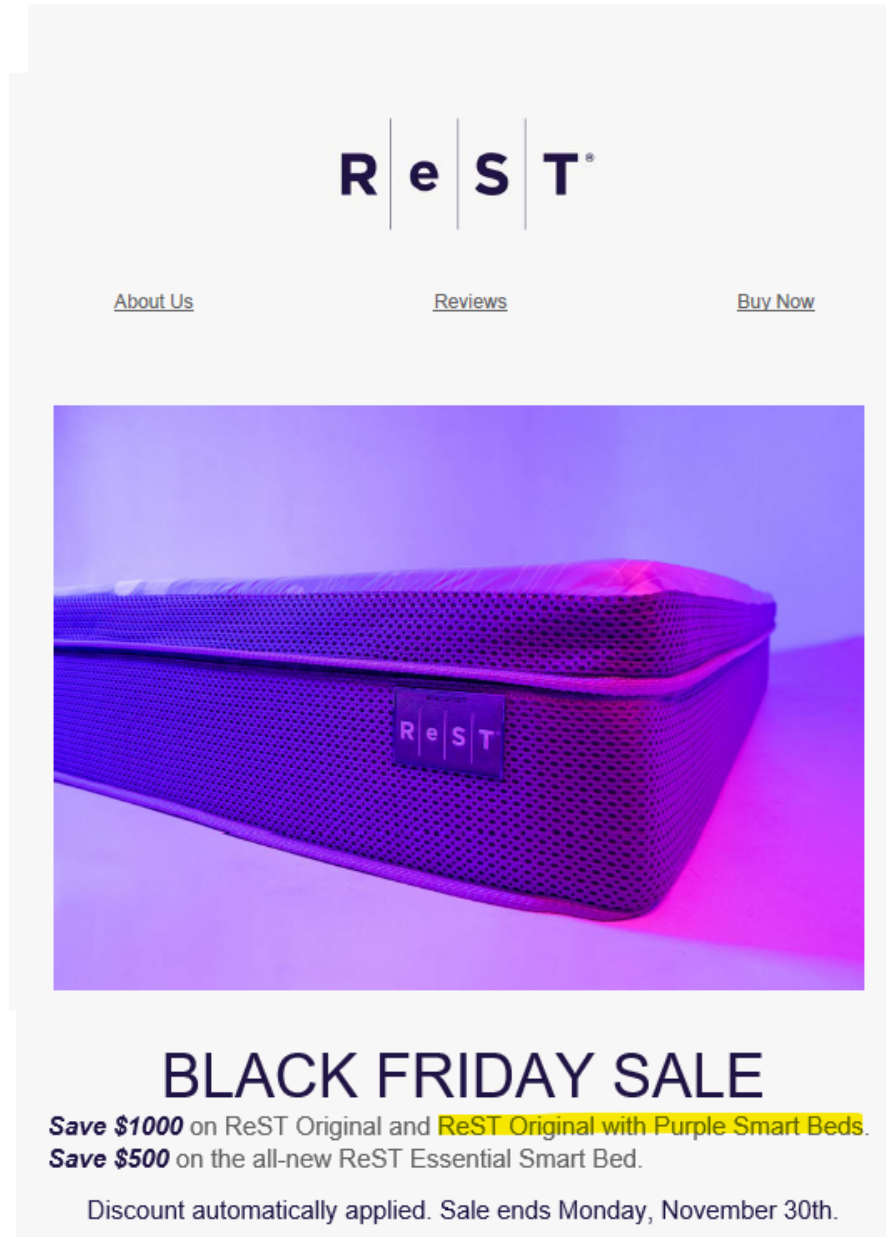 ReST®
About Us Reviews Buy Now
ReST
BLACK FRIDAY SALE
Save $1000 on ReST Original and ReST Original with Purple Smart Beds.
Save $500 on the all-new ReST Essential Smart Bed.
Discount automatically applied. Sale ends Monday, November 30th.